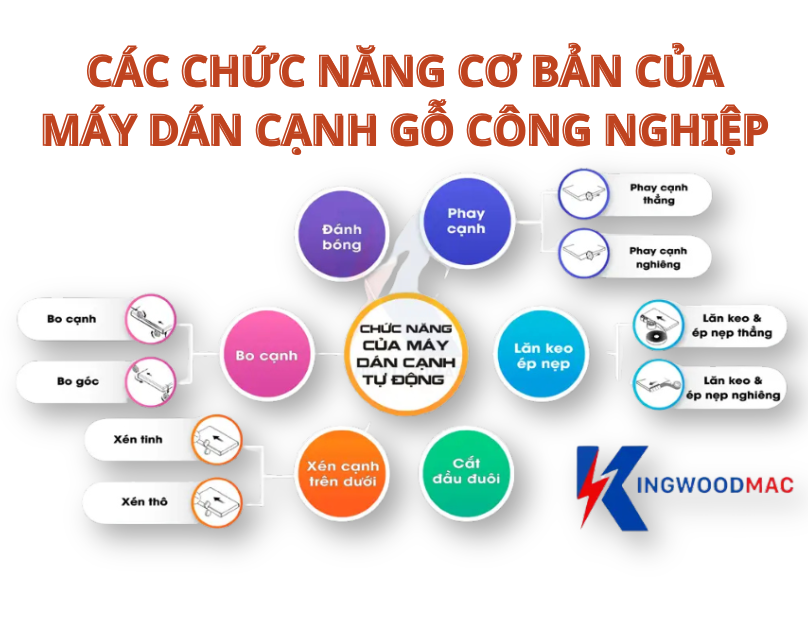 CÁC CHỨC NĂNG CƠ BẢN CỦA
MÁY DÁN CẠNH GỖ CÔNG NGHIỆP
Đánh
bóng
Phay
cạnh
Phay cạnh
thẳng
Phay cạnh
nghiêng
Bo cạnh
Bo góc
Bo cạnh
CHỨC NĂNG
CỦA MÁY
DÁN CẠNH
TỰ ĐỘNG
Lăn keo
ép nẹp
Lăn keo &
ép nẹp thẳng
Lăn keo &
ép nẹp nghiêng
Xén tinh
Xén thô
Xén cạnh
trên dưới
Cắt
đầu đuôi
KINGWOODMAC